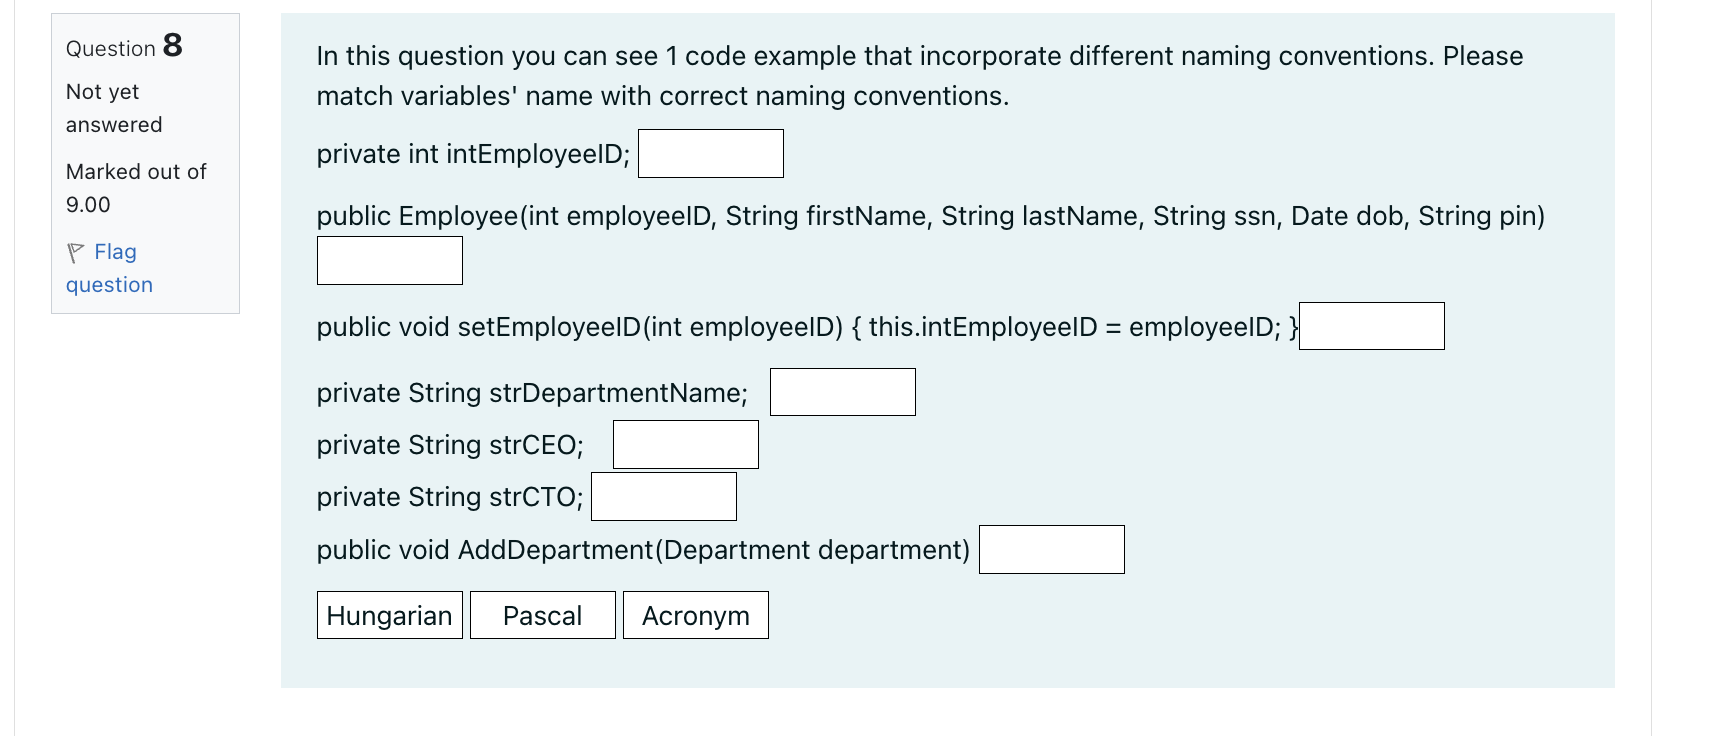 Question 8
Not yet
answered
Marked out of
9.00
Flag
question
In this question you can see 1 code example that incorporate different naming conventions. Please
match variables' name with correct naming conventions.
private int intEmployeeID;
public Employee(int employeeID, String firstName, String lastName, String ssn, Date dob, String pin)
public void setEmployeeID(int employeeID) { this.intEmployeeID = employeeID; }
private String strDepartmentName;
private String strCEO;
private String strCTO;
public void AddDepartment(Department department)
Hungarian Pascal Acronym